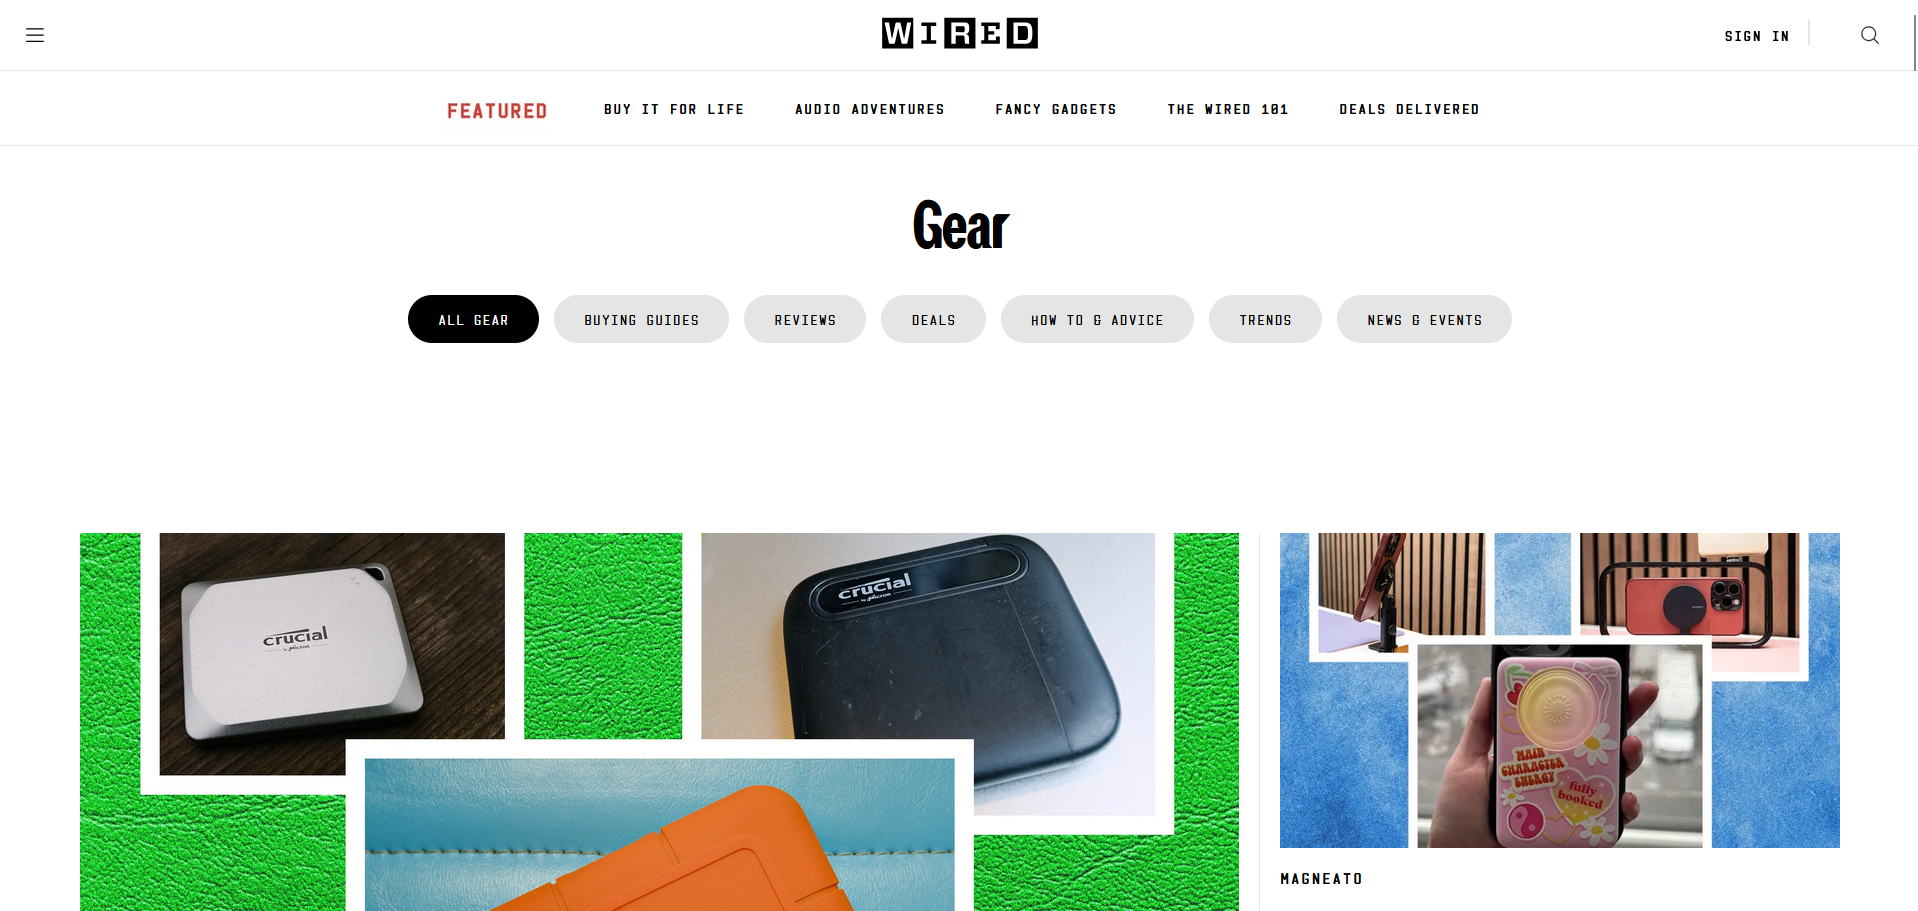 WIRED
SIGN IN
FEATURED
BUY IT FOR LIFE
AUDIO ADVENTURES
FANCY GADGETS
THE WIRED 101
DEALS DELIVERED
Gear
ALL GEAR
BUYING GUIDES
REVIEWS
DEALS
HOW TO & ADVICE
TRENDS
NEWS & EVENTS
crucial
by Micron
crucial
by Micron
MAIN
CHARACTER
ENERGY
fully
booked
MAGNEATO